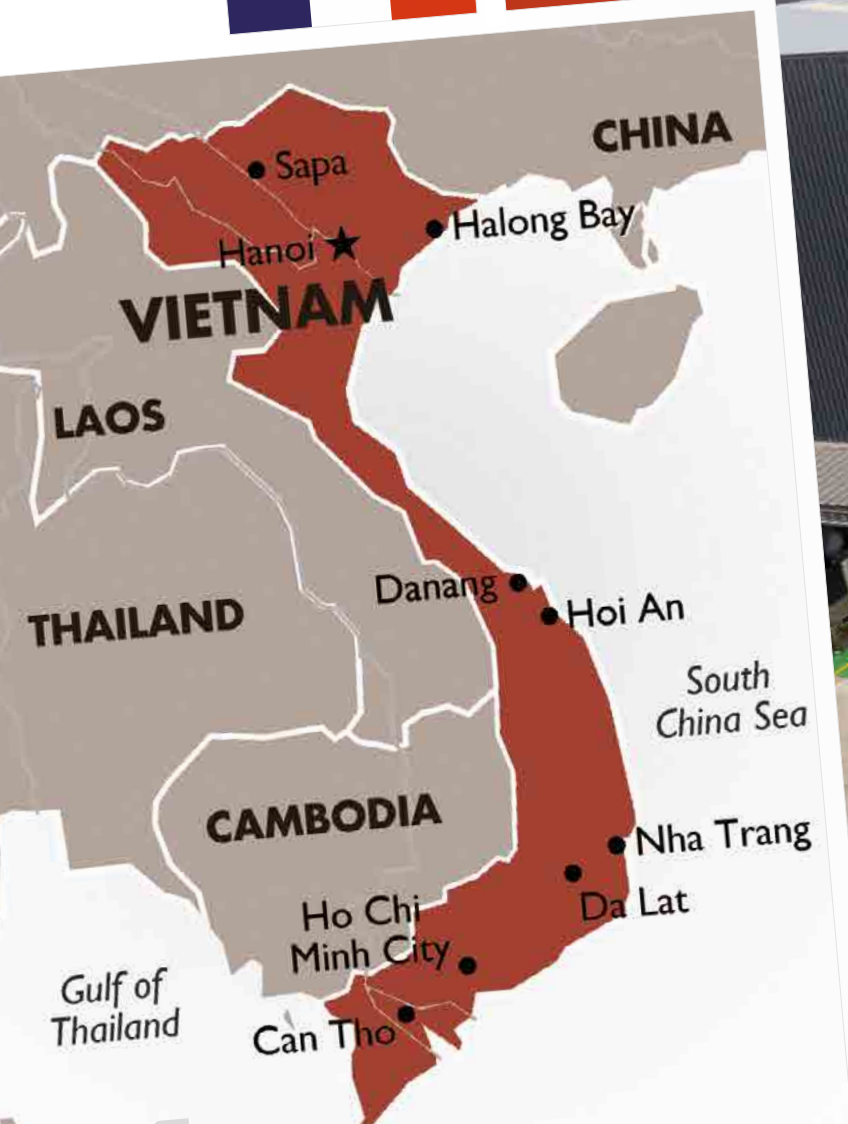 CHINA
Sapa
Halong Bay
Hanoi
VIETNAM
LAOS
Danang
Hoi An
THAILAND
South
China Sea
CAMBODIA
Nha Trang
Da Lat
Ho Chi
Minh City
Gulf of
Thailand
Can Tho